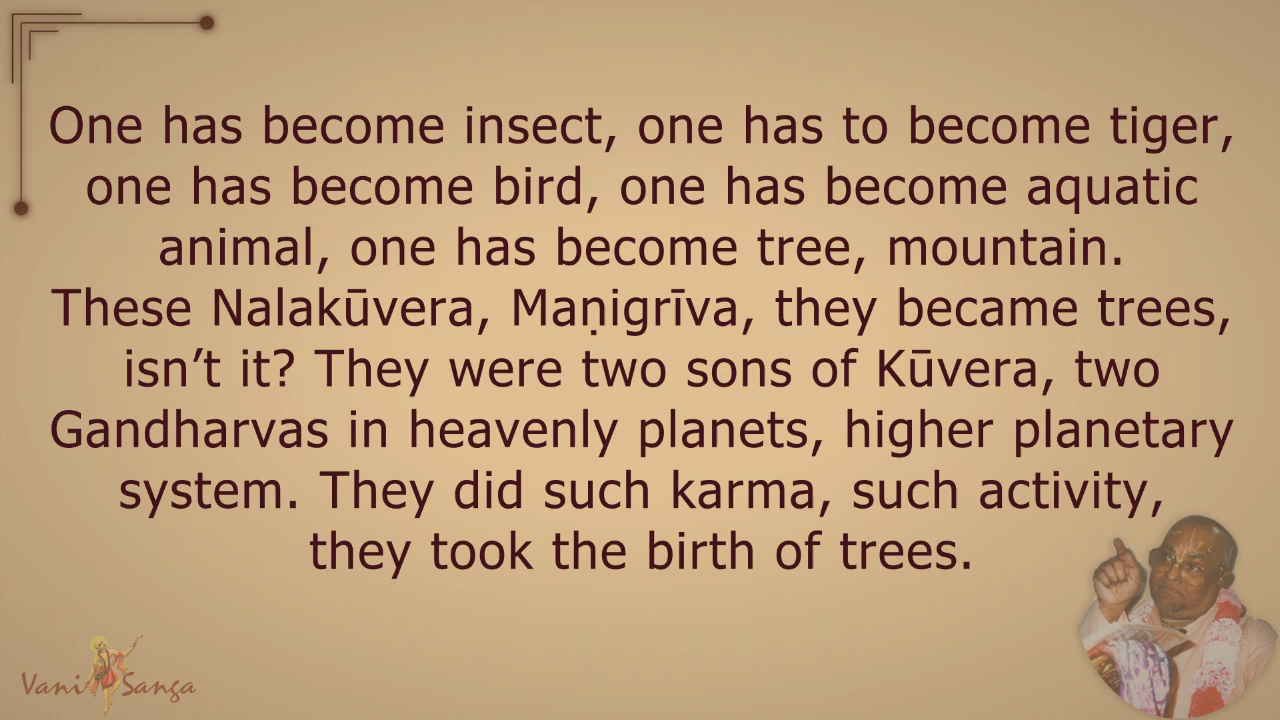 One has become insect, one has to become tiger,
one has become bird, one has become aquatic
animal, one has become tree, mountain.
These Nalakūvera, Maṇigrīva, they became trees,
isn’t it? They were two sons of Kūvera, two
Gandharvas in heavenly planets, higher planetary
system. They did such karma, such activity,
they took the birth of trees.
Vani Sanga